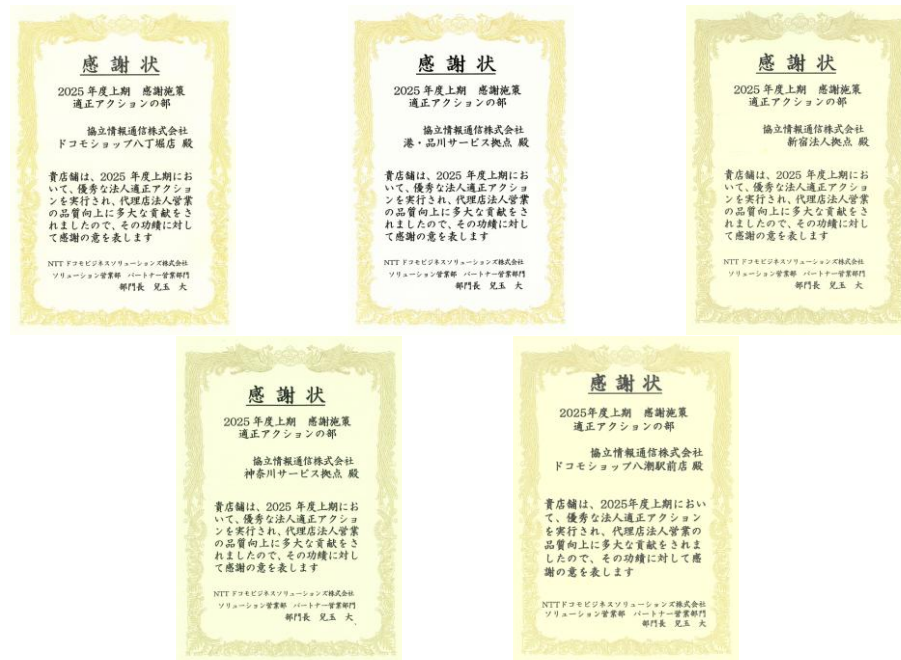 感謝状
2025年度上期 感謝施策
適正アクションの部
協立情報通信株式会社
ドコモショップ八丁堀店 殿
貴店舗は、2025 年度上期にお
いて、優秀な法人適正アクショ
ンを実行され、代理店法人営業
の品質向上に多大な貢献をさ
れましたので、その功績に対し
て感謝の意を表します
NTTドコモビジネスソリューションズ株式会社
ソリューション営業部 パートナー営業部門
部門長 児玉 大
感謝状
2025年度上期 感謝施策
適正アクションの部
協立情報通信株式会社
港・品川サービス拠点 殿
貴店舗は、2025 年度上期にお
いて、優秀な法人適正アクショ
ンを実行され、代理店法人営業
の品質向上に多大な貢献をさ
れましたので、その功績に対し
て感謝の意を表します
NTTドコモビジネスソリューションズ株式会社
ソリューション営業部 パートナー営業部門
部門長 児玉 大
感謝状
2025年度上期 感謝施策
適正アクションの部
協立情報通信株式会社
新宿法人拠点 殿
貴店舗は、2025 年度上期にお
いて、優秀な法人適正アクショ
ンを実行され、代理店法人営業
の品質向上に多大な貢献をさ
れましたので、その功績に対し
て感謝の意を表します
NTTドコモビジネスソリューションズ株式会社
ソリューション営業部 パートナー営業部門
部門長 児玉 大
感謝状
2025年度上期 感謝施策
適正アクションの部
協立情報通信株式会社
神奈川サービス拠点 殿
貴店舗は、2025 年度上期にお
いて、優秀な法人適正アクショ
ンを実行され、代理店法人営業
の品質向上に多大な貢献をさ
れましたので、その功績に対し
て感謝の意を表します
NTTドコモビジネスソリューションズ株式会社
ソリューション営業部 パートナー営業部門
部門長 児玉 大
感謝状
2025年度上期 感謝施策
適正アクションの部
協立情報通信株式会社
ドコモショップ八潮駅前店 殿
貴店舗は、2025年度上期におい
て、優秀な法人適正アクション
を実行され、代理店法人営業の
品質向上に多大な貢献をされま
したので、その功績に対して感
謝の意を表します
NTTドコモビジネスソリューションズ株式会社
ソリューション営業部 パートナー営業部門
部門長 児玉 大